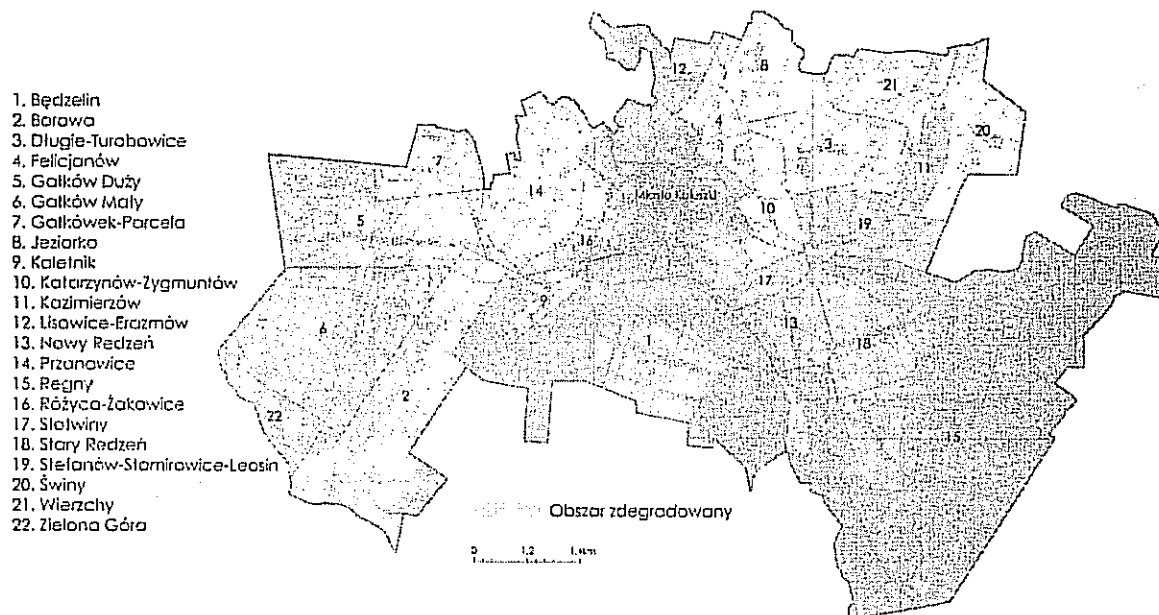 1. Będzelin
2. Borowa
3. Długie-Turobowice
4. Felicjanów
5. Gałków Duży
6. Gałków Mały
7. Gałkówek-Parcela
8. Jeziorko
9. Kaletnik
10. Katarzynów-Zygmuntów
11. Kazimierzów
12. Lisowice-Erazmów
13. Nowy Redzeń
14. Przanowice
15. Regny
16. Różyca-Żakowice
17. Słotwiny
18. Stary Redzeń
19. Stefanów-Stamirowice-Leosin
20. Świny
21. Wierzchy
22. Zielona Góra
12
8
21
4
3
20
7
11
14
10
19
5
16
17
9
13
6
1
18
2
22
15
Obszar zdegradowany
0
1,2